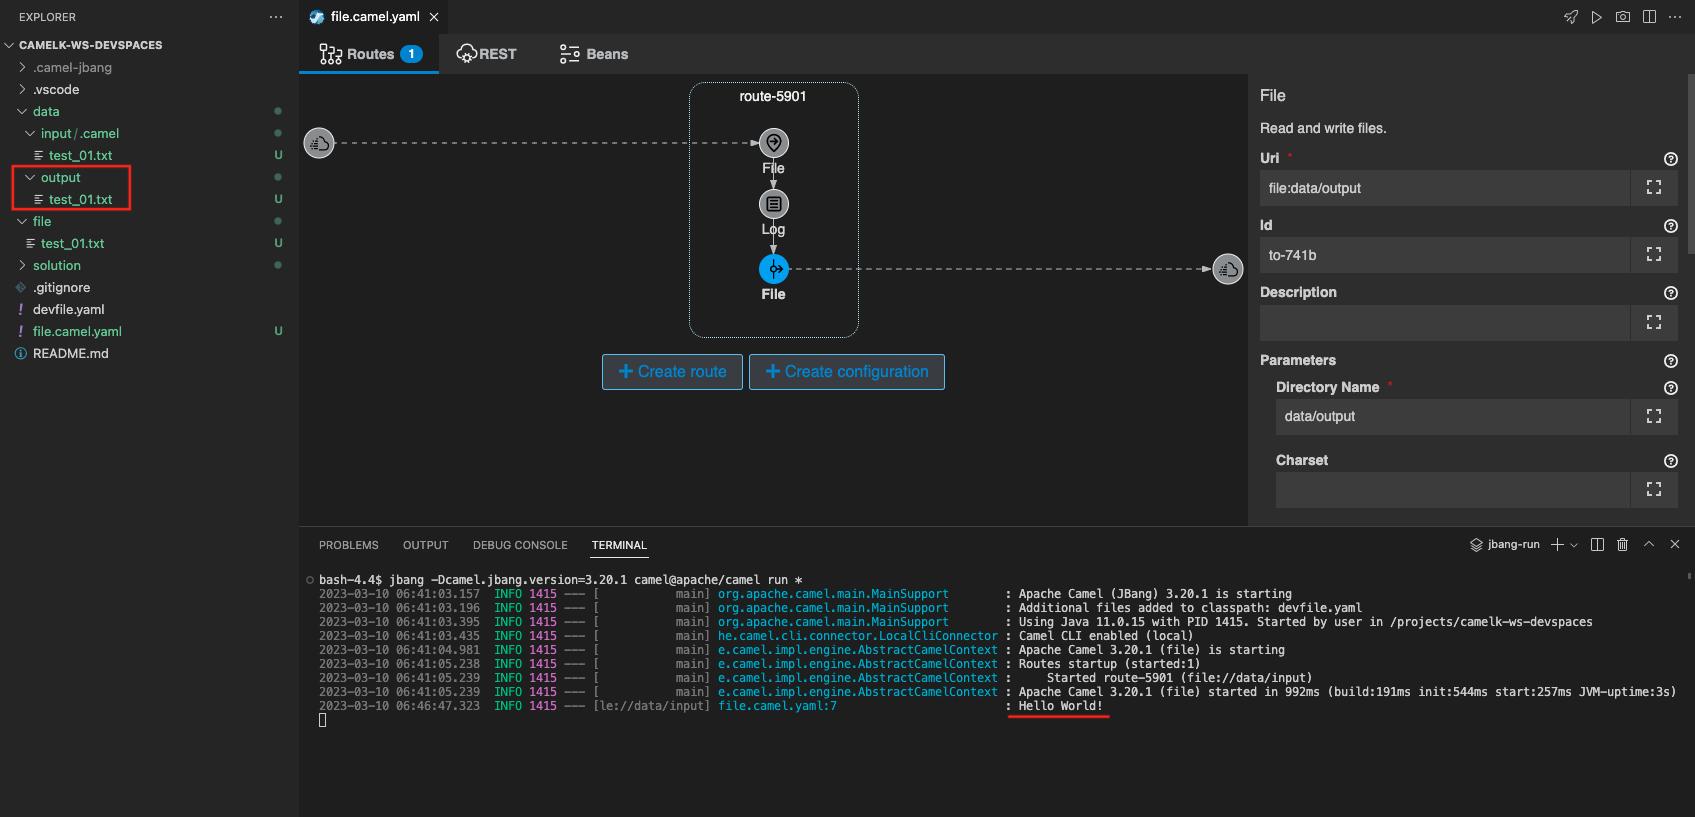 EXPLORER
CAMELK-WS-DEVSPACES
.camel-jbang
.vscode
data
input / .camel
test_01.txt U
output
test_01.txt U
file
test_01.txt U
solution
.gitignore
! devfile.yaml
! file.camel.yaml U
README.md
file.camel.yaml
Routes 1
REST
Beans
route-5901
File
Log
File
+ Create route
+ Create configuration
File
Read and write files.
Uri *
file:data/output
Id
to-741b
Description
Parameters
Directory Name *
data/output
Charset
PROBLEMS OUTPUT DEBUG CONSOLE TERMINAL
jbang-run
bash-4.4$ jbang -Dcamel.jbang.version=3.20.1 camel@apache/camel run *
2023-03-10 06:41:03.157 INFO 1415 --- [ main] org.apache.camel.main.MainSupport : Apache Camel (JBang) 3.20.1 is starting
2023-03-10 06:41:03.196 INFO 1415 --- [ main] org.apache.camel.main.MainSupport : Additional files added to classpath: devfile.yaml
2023-03-10 06:41:03.395 INFO 1415 --- [ main] org.apache.camel.main.MainSupport : Using Java 11.0.15 with PID 1415. Started by user in /projects/camelk-ws-devspaces
2023-03-10 06:41:03.435 INFO 1415 --- [ main] he.camel.cli.connector.LocalCliConnector : Camel CLI enabled (local)
2023-03-10 06:41:04.981 INFO 1415 --- [ main] e.camel.impl.engine.AbstractCamelContext : Apache Camel 3.20.1 (file) is starting
2023-03-10 06:41:05.238 INFO 1415 --- [ main] e.camel.impl.engine.AbstractCamelContext : Routes startup (started:1)
2023-03-10 06:41:05.239 INFO 1415 --- [ main] e.camel.impl.engine.AbstractCamelContext : Started route-5901 (file://data/input)
2023-03-10 06:41:05.239 INFO 1415 --- [ main] e.camel.impl.engine.AbstractCamelContext : Apache Camel 3.20.1 (file) started in 992ms (build:191ms init:544ms start:257ms JVM-uptime:3s)
2023-03-10 06:46:47.323 INFO 1415 --- [le://data/input] file.camel.yaml:7 : Hello World!